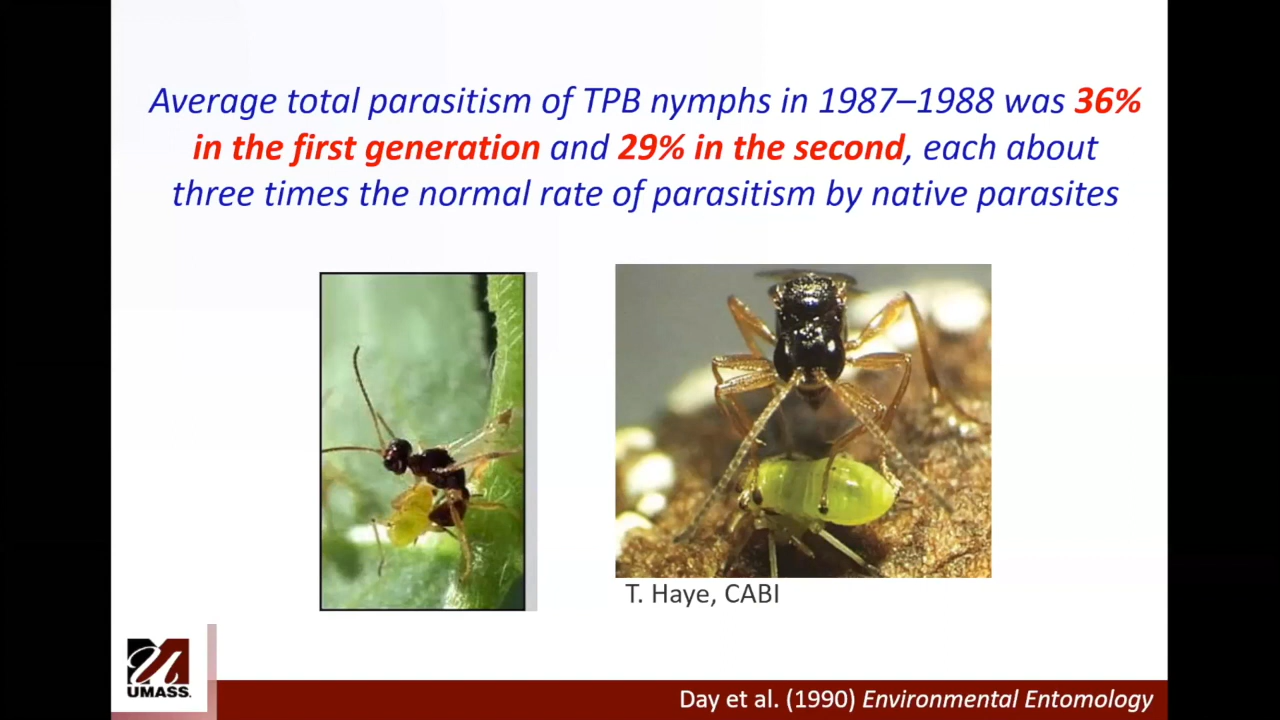 Average total parasitism of TPB nymphs in 1987–1988 was 36%
in the first generation and 29% in the second, each about
three times the normal rate of parasitism by native parasites
T. Haye, CABI
UMASS.
Day et al. (1990) Environmental Entomology